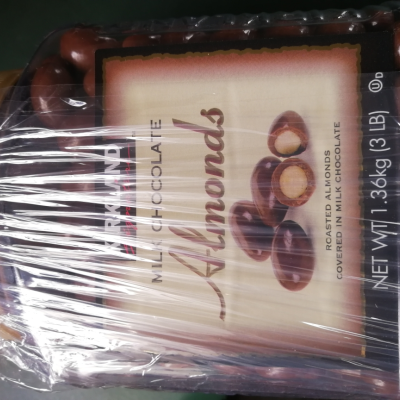 KIRKLAND
MILK CHOCOLATE
Almonds
ROASTED ALMONDS
COVERED IN MILK CHOCOLATE
NET WT 1.36kg (3 LB) U D